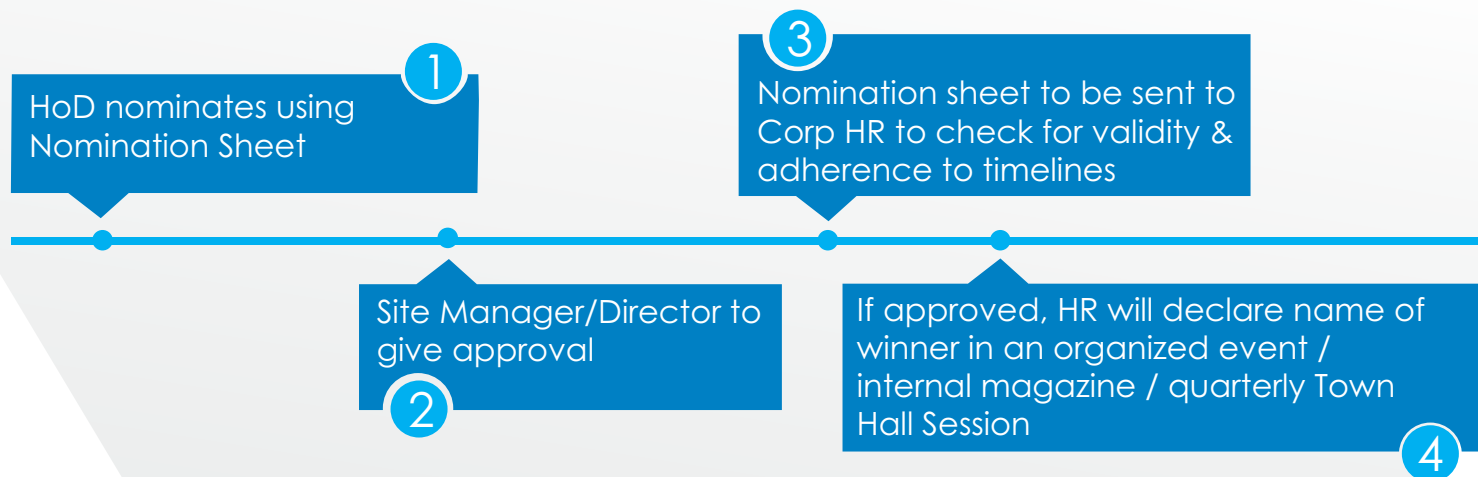 1
HoD nominates using
Nomination Sheet
Site Manager/Director to
give approval
2
3
Nomination sheet to be sent to
Corp HR to check for validity &
adherence to timelines
If approved, HR will declare name of
winner in an organized event /
internal magazine / quarterly Town
Hall Session
4